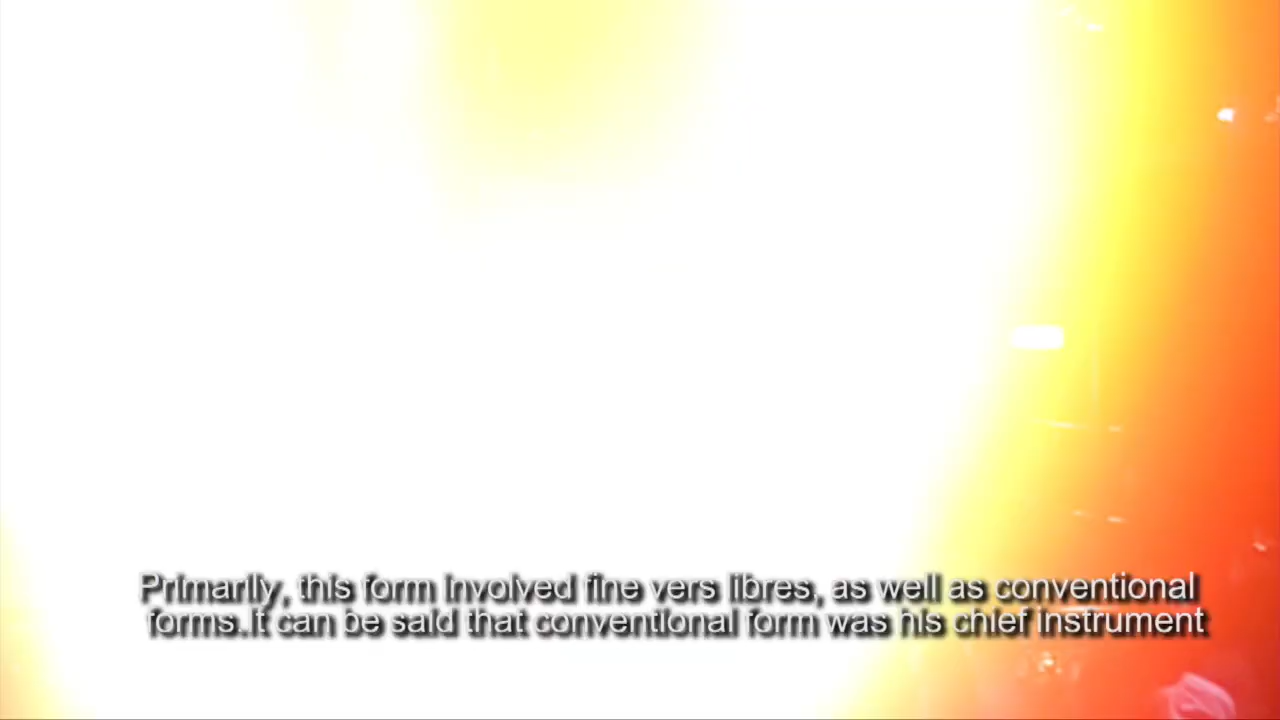 Primarily, this form involved fine vers libres, as well as conventional
forms. It can be said that conventional form was his chief instrument